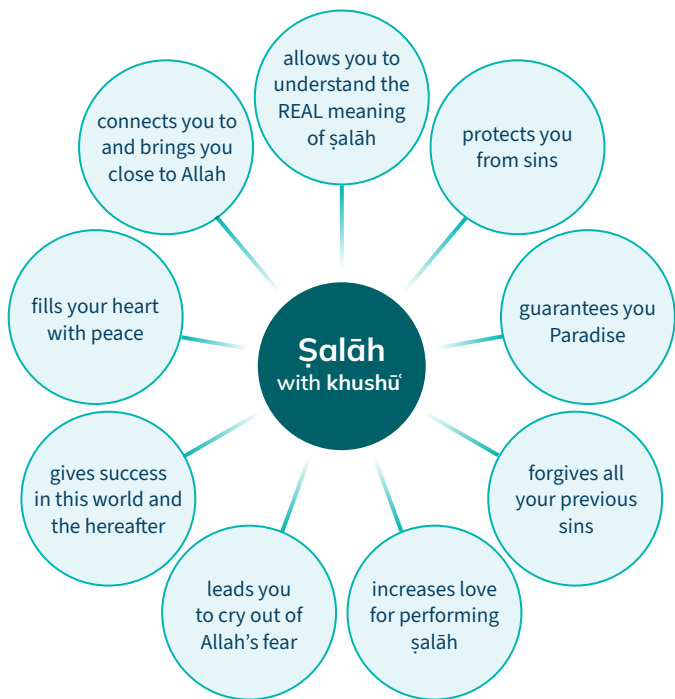 allows you to
understand the
REAL meaning
of ṣalāh
protects you
from sins
guarantees you
Paradise
forgives all
your previous
sins
increases love
for performing
ṣalāh
leads you
to cry out of
Allah’s fear
gives success
in this world and
the hereafter
fills your heart
with peace
connects you to
and brings you
close to Allah
Ṣalāh
with khushūʿ